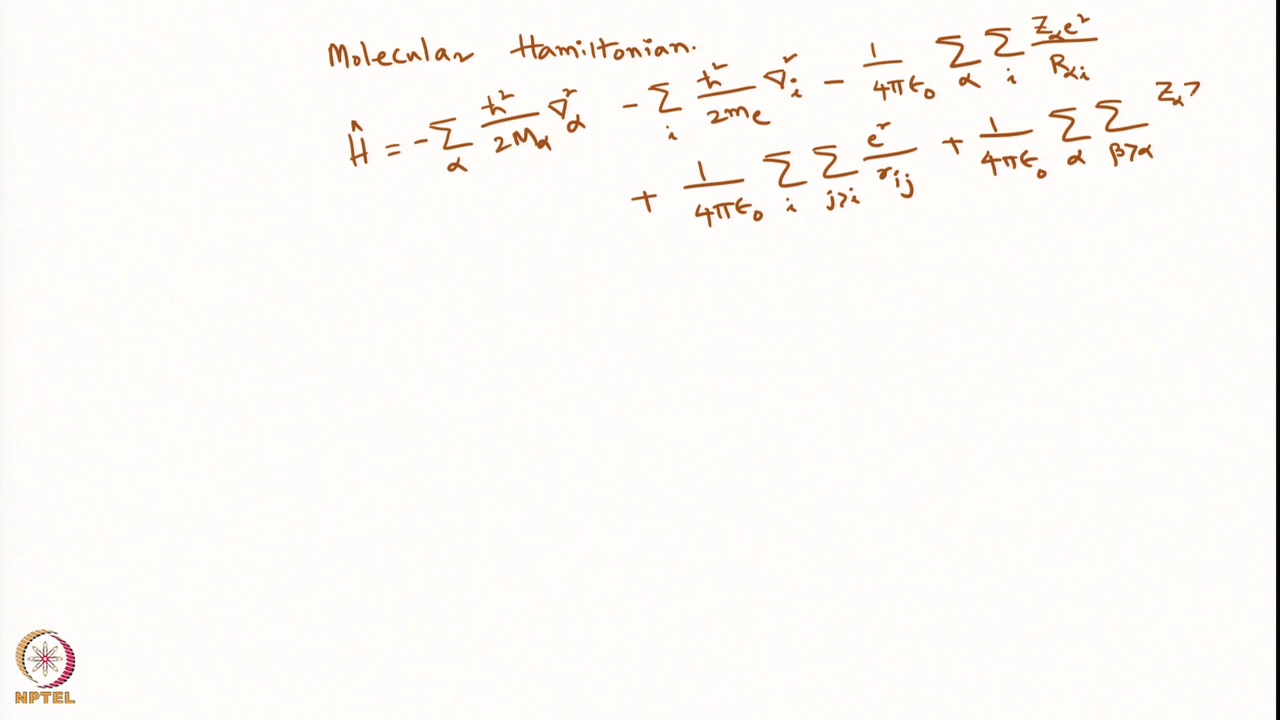 Molecular Hamiltonian.
Ĥ = - ∑_α ħ²/2M_α ∇²_α - ∑_i ħ²/2m_e ∇²_i - 1/4πϵ₀ ∑_α ∑_i Z_α e²/R_αi
+ 1/4πϵ₀ ∑_i ∑_j>i e²/r_ij + 1/4πϵ₀ ∑_α ∑_β>α Z_α
NPTEL